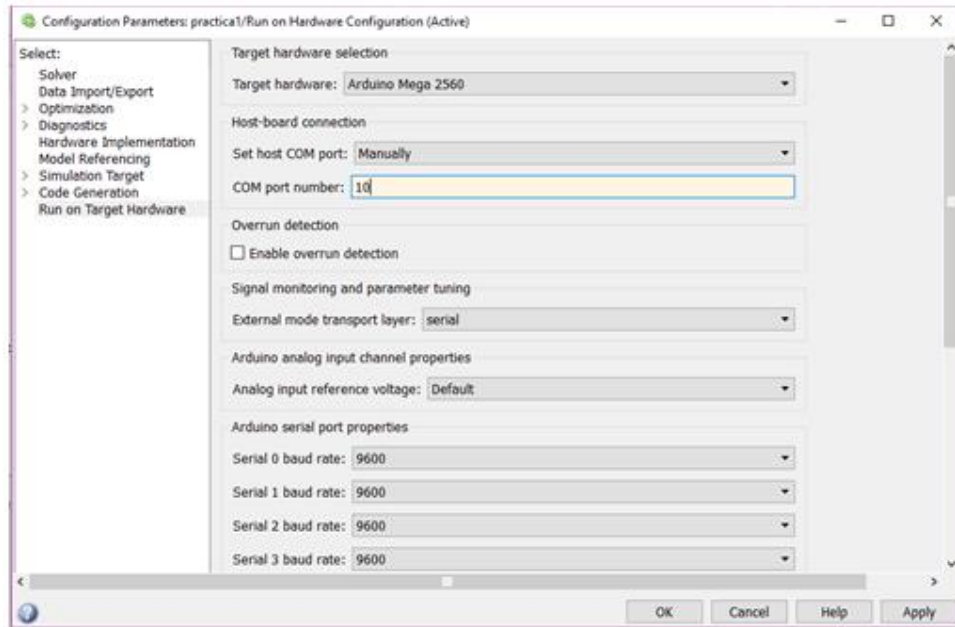 Configuration Parameters: practica1/Run on Hardware Configuration (Active)
Select:
Solver
Data Import/Export
Optimization
Diagnostics
Hardware Implementation
Model Referencing
Simulation Target
Code Generation
Run on Target Hardware
Target hardware selection
Target hardware: Arduino Mega 2560
Host-board connection
Set host COM port: Manually
COM port number: 10
Overrun detection
Enable overrun detection
Signal monitoring and parameter tuning
External mode transport layer: serial
Arduino analog input channel properties
Analog input reference voltage: Default
Arduino serial port properties
Serial 0 baud rate: 9600
Serial 1 baud rate: 9600
Serial 2 baud rate: 9600
Serial 3 baud rate: 9600
OK Cancel Help Apply